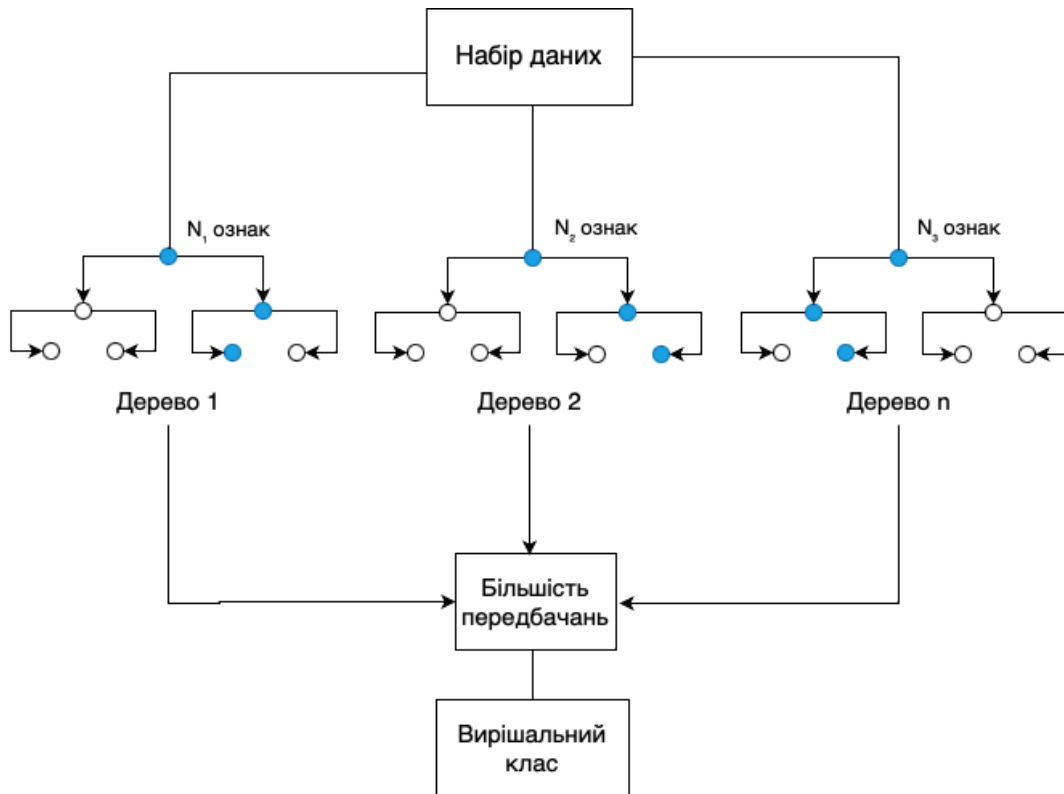 Набір даних
N₁ ознак
N₂ ознак
N₃ ознак
Дерево 1
Дерево 2
Дерево n
Більшість
передбачань
Вирішальний
клас